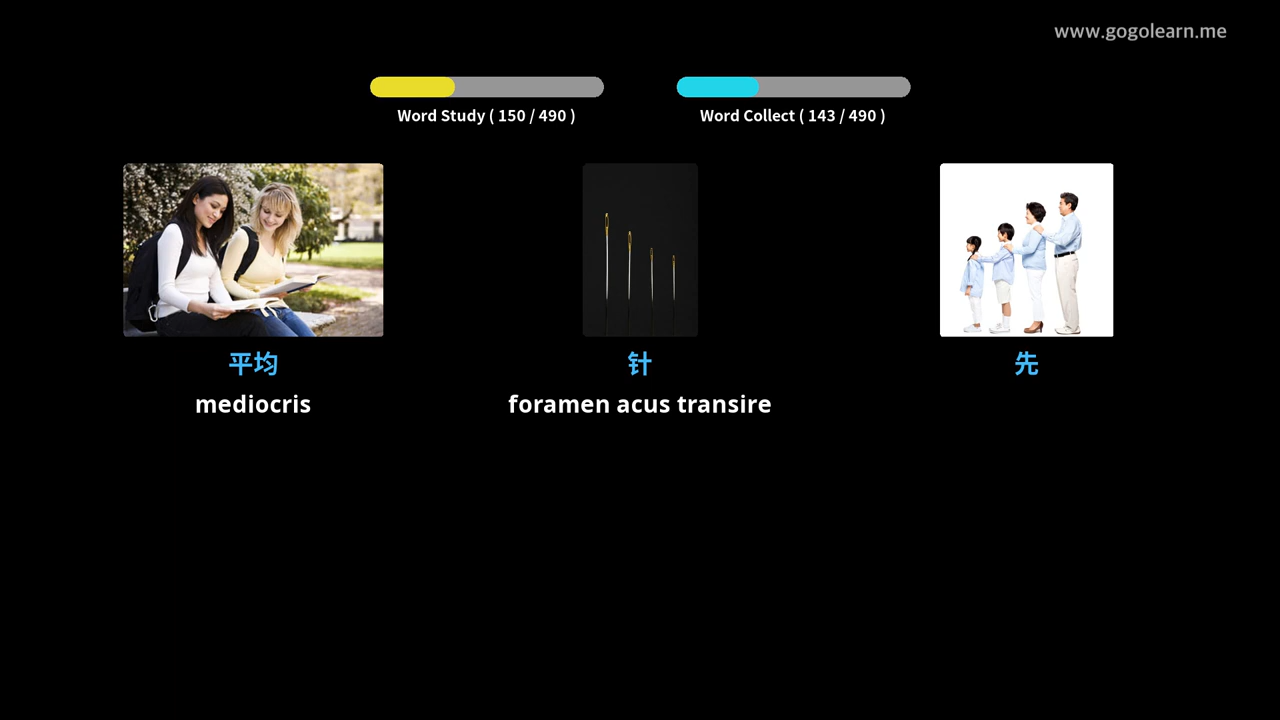 www.gogolearn.me
Word Study ( 150 / 490 )
Word Collect ( 143 / 490 )
平均
针
先
mediocris
foramen acus transire